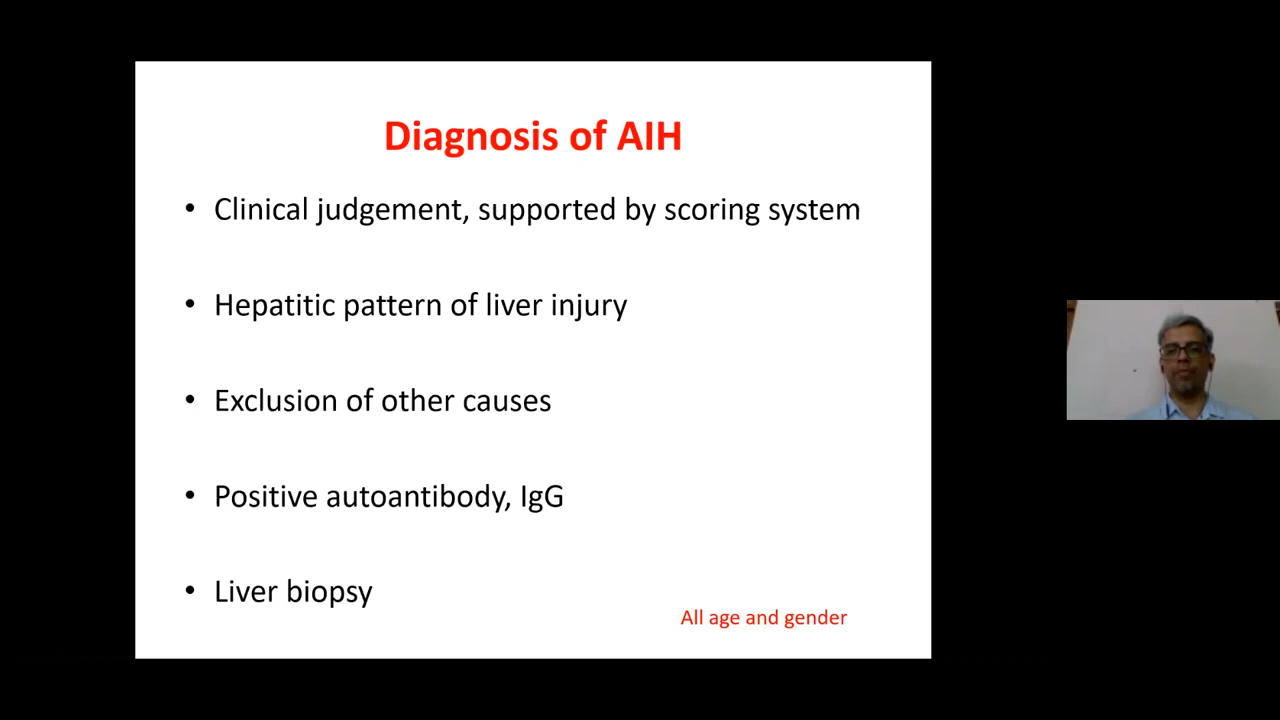 Diagnosis of AIH
• Clinical judgement, supported by scoring system
• Hepatitic pattern of liver injury
• Exclusion of other causes
• Positive autoantibody, IgG
• Liver biopsy
All age and gender